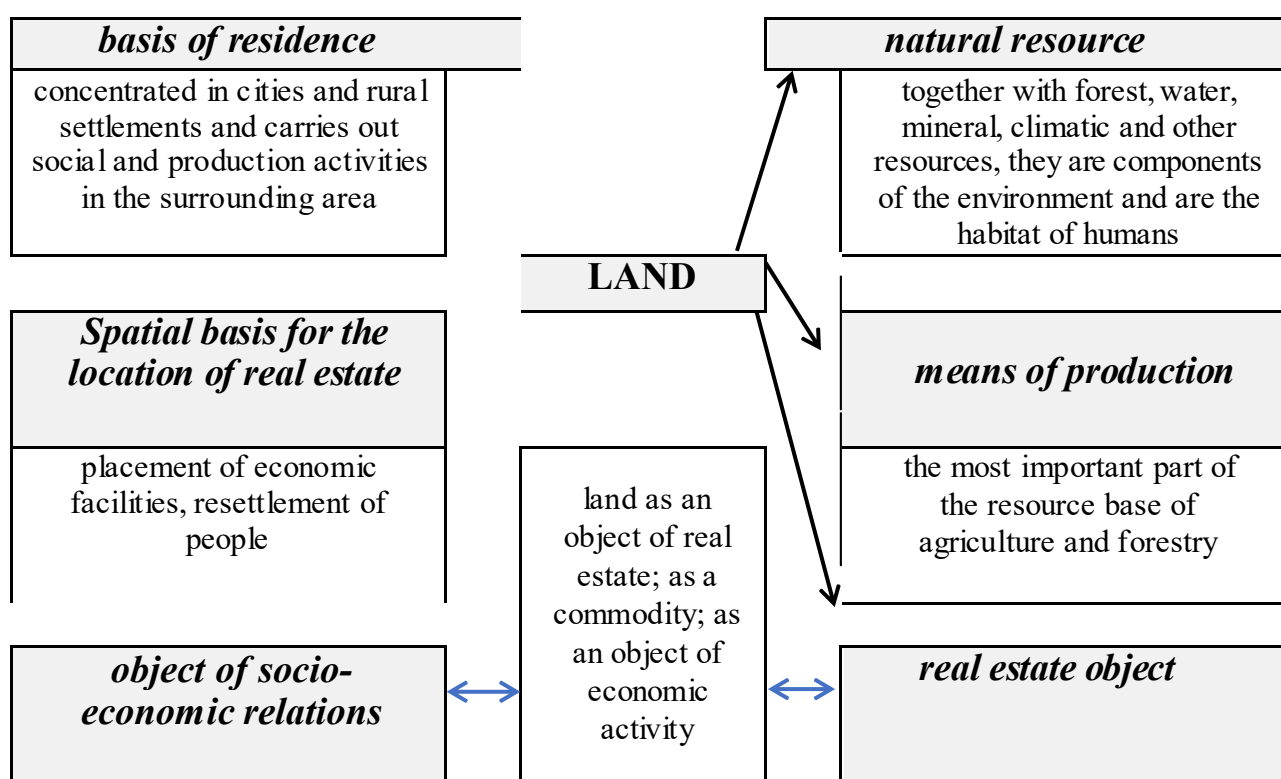 basis of residence
concentrated in cities and rural
settlements and carries out
social and production activities
in the surrounding area
natural resource
together with forest, water,
mineral, climatic and other
resources, they are components
of the environment and are the
habitat of humans
LAND
Spatial basis for the
location of real estate
placement of economic
facilities, resettlement of
people
means of production
the most important part of
the resource base of
agriculture and forestry
object of socio-
economic relations
land as an
object of real
estate; as a
commodity; as
an object of
economic
activity
real estate object